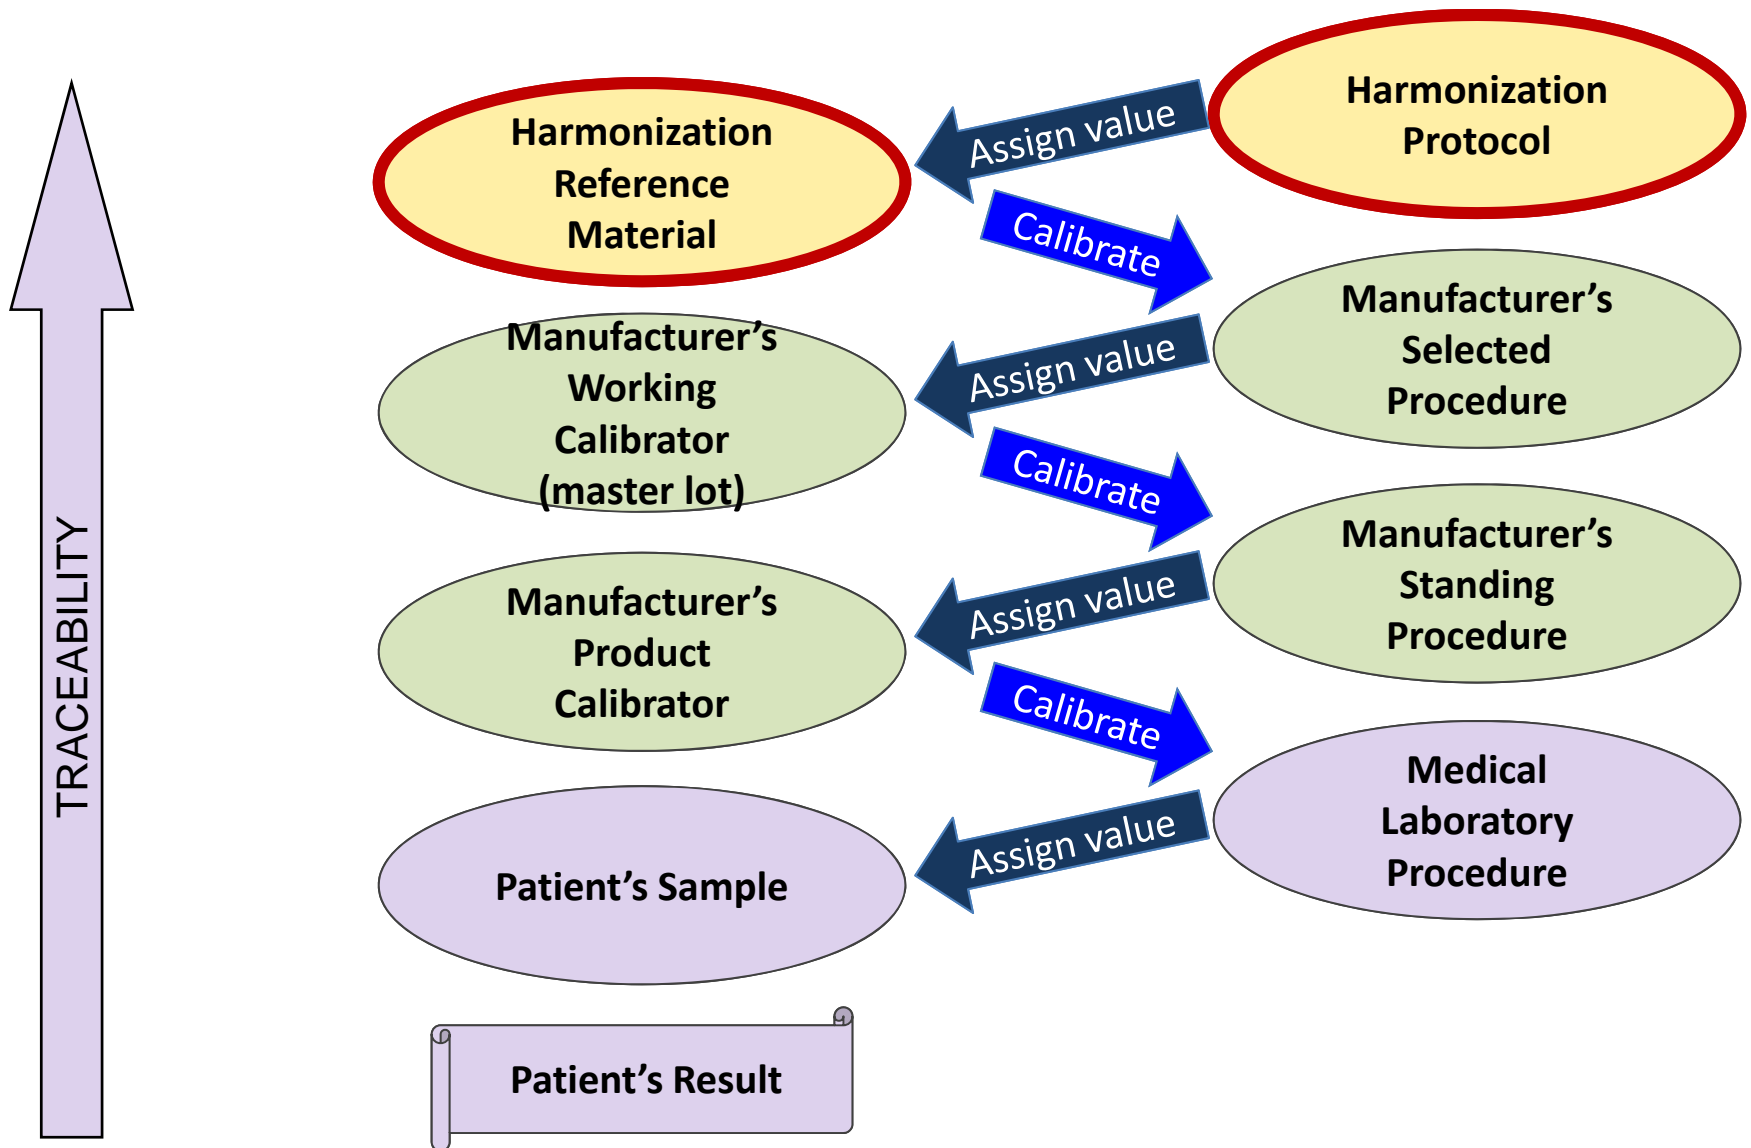 Harmonization
Protocol
Assign value
Harmonization
Reference
Material
Calibrate
Manufacturer’s
Selected
Procedure
Assign value
Manufacturer’s
Working
Calibrator
(master lot)
Calibrate
Manufacturer’s
Standing
Procedure
Assign value
Manufacturer’s
Product
Calibrator
Calibrate
Medical
Laboratory
Procedure
Assign value
Patient’s Sample
Patient’s Result
TRACEABILITY